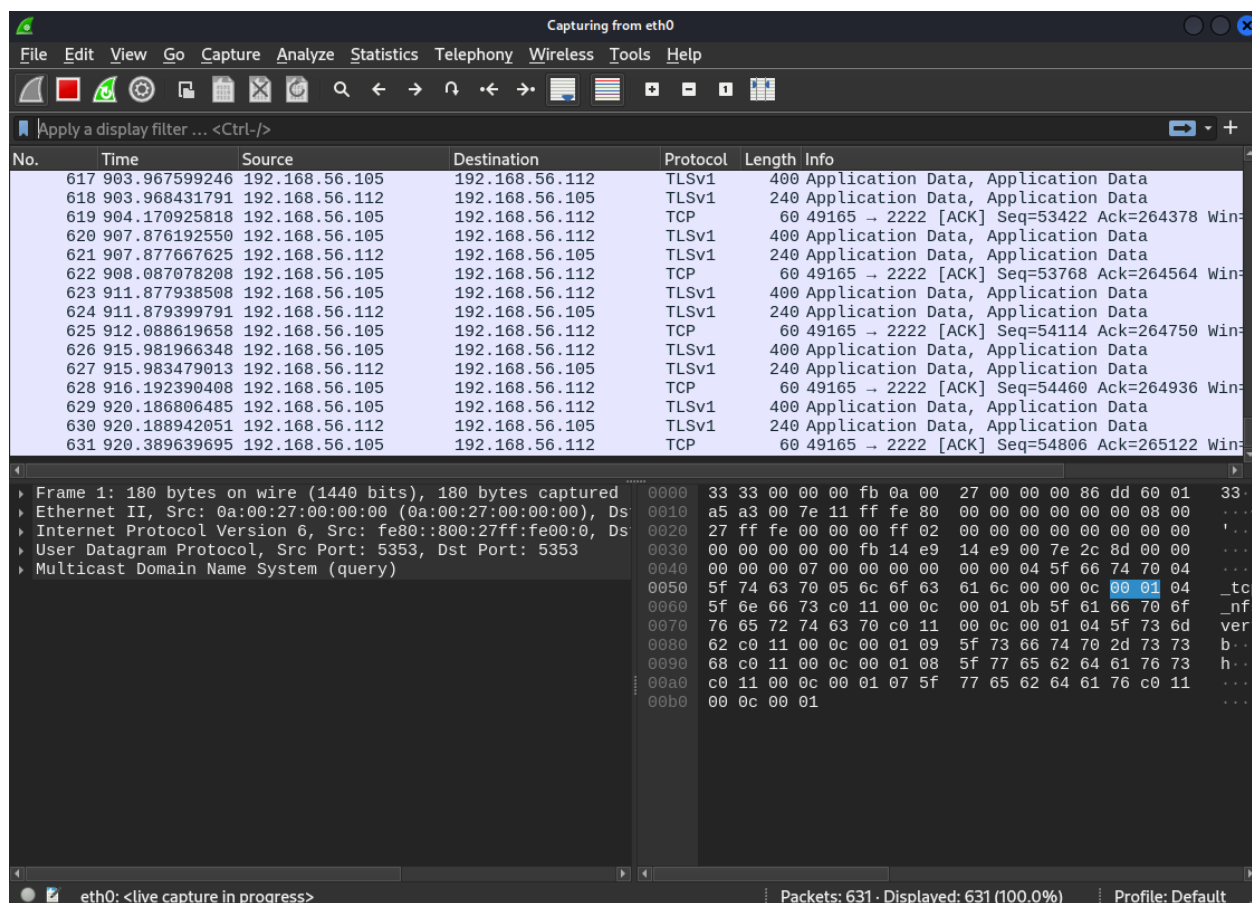 Capturing from eth0
File Edit View Go Capture Analyze Statistics Telephony Wireless Tools Help
Apply a display filter … <Ctrl-/>
No. Time Source Destination Protocol Length Info
617 903.967599246 192.168.56.105 192.168.56.112 TLSv1 400 Application Data, Application Data
618 903.968431791 192.168.56.112 192.168.56.105 TLSv1 240 Application Data, Application Data
619 904.170925818 192.168.56.105 192.168.56.112 TCP 60 49165 → 2222 [ACK] Seq=53422 Ack=264378 Win=
620 907.876192550 192.168.56.105 192.168.56.112 TLSv1 400 Application Data, Application Data
621 907.877667625 192.168.56.112 192.168.56.105 TLSv1 240 Application Data, Application Data
622 908.087078208 192.168.56.105 192.168.56.112 TCP 60 49165 → 2222 [ACK] Seq=53768 Ack=264564 Win=
623 911.877938508 192.168.56.105 192.168.56.112 TLSv1 400 Application Data, Application Data
624 911.879399791 192.168.56.112 192.168.56.105 TLSv1 240 Application Data, Application Data
625 912.088619658 192.168.56.105 192.168.56.112 TCP 60 49165 → 2222 [ACK] Seq=54114 Ack=264750 Win=
626 915.981966348 192.168.56.105 192.168.56.112 TLSv1 400 Application Data, Application Data
627 915.983479013 192.168.56.112 192.168.56.105 TLSv1 240 Application Data, Application Data
628 916.192390408 192.168.56.105 192.168.56.112 TCP 60 49165 → 2222 [ACK] Seq=54460 Ack=264936 Win=
629 920.186806485 192.168.56.105 192.168.56.112 TLSv1 400 Application Data, Application Data
630 920.188942051 192.168.56.112 192.168.56.105 TLSv1 240 Application Data, Application Data
631 920.389639695 192.168.56.105 192.168.56.112 TCP 60 49165 → 2222 [ACK] Seq=54806 Ack=265122 Win=
Frame 1: 180 bytes on wire (1440 bits), 180 bytes captured
Ethernet II, Src: 0a:00:27:00:00:00 (0a:00:27:00:00:00), Ds
Internet Protocol Version 6, Src: fe80::800:27ff:fe00:0, Ds
User Datagram Protocol, Src Port: 5353, Dst Port: 5353
Multicast Domain Name System (query)
0000 33 33 00 00 00 fb 0a 00 27 00 00 00 86 dd 60 01 33·
0010 a5 a3 00 7e 11 ff fe 80 00 00 00 00 00 00 08 00 ···
0020 27 ff fe 00 00 00 ff 02 00 00 00 00 00 00 00 00 '··
0030 00 00 00 00 00 fb 14 e9 14 e9 00 7e 2c 8d 00 00 ···
0040 00 00 00 07 00 00 00 00 00 00 04 5f 66 74 70 04 ···
0050 5f 74 63 70 05 6c 6f 63 61 6c 00 00 0c 00 01 04 _tc
0060 5f 6e 66 73 c0 11 00 0c 00 01 0b 5f 61 66 70 6f _nf
0070 76 65 72 74 63 70 c0 11 00 0c 00 01 04 5f 73 6d ver
0080 62 c0 11 00 0c 00 01 09 5f 73 66 74 70 2d 73 73 b··
0090 68 c0 11 00 0c 00 01 08 5f 77 65 62 64 61 76 73 h··
00a0 c0 11 00 0c 00 01 07 5f 77 65 62 64 61 76 c0 11 ···
00b0 00 0c 00 01 ···
eth0: <live capture in progress> Packets: 631 · Displayed: 631 (100.0%) Profile: Default